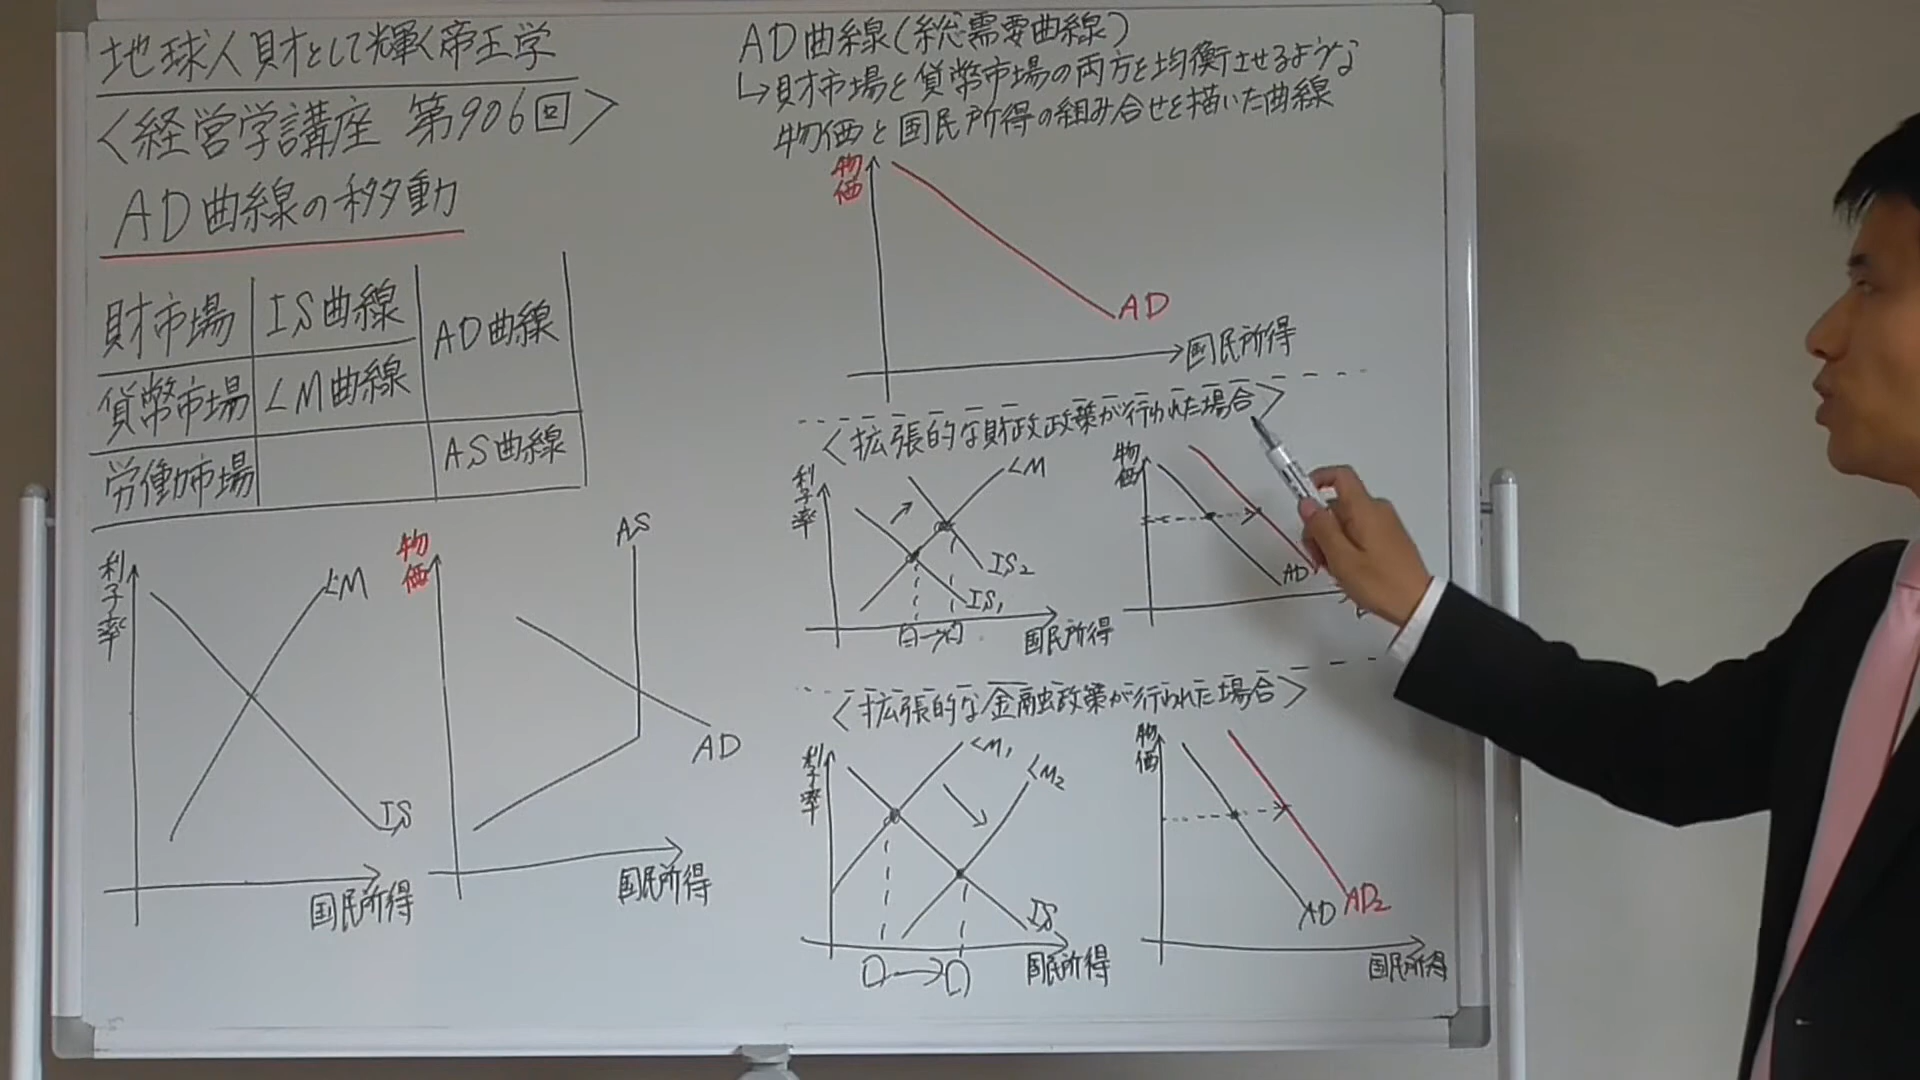 地球人財として輝く帝王学
<経営学講座 第906回>
AD曲線の移動
財市場 IS曲線 AD曲線
貨幣市場 LM曲線
労働市場 AS曲線
利子率
LM
IS
国民所得
物価
AS
AD
国民所得
AD曲線(総需要曲線)
↳財市場と貨幣市場の両方を均衡させるような
物価と国民所得の組み合せを描いた曲線
物価
AD
国民所得
<拡張的な財政政策が行われた場合>
利子率
LM
IS2
IS1
国民所得
物価
AD
<拡張的な金融政策が行われた場合>
利子率
LM1
LM2
IS
国民所得
物価
AD
AD2
国民所得